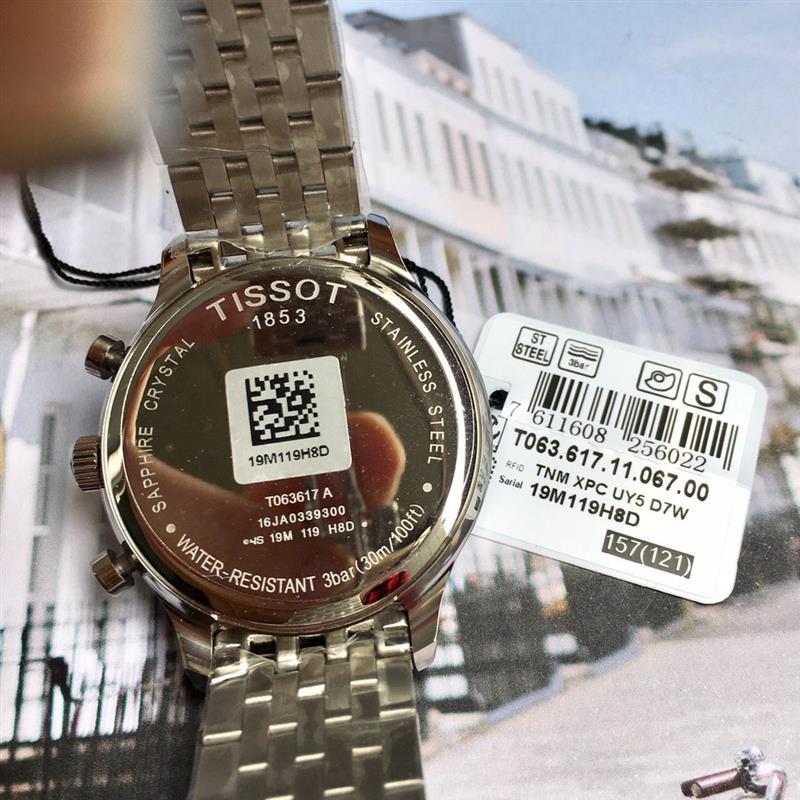 TISSOT
1853
SAPPHIRE CRYSTAL
STAINLESS STEEL
19M119H8D
T063617 A
16JA0339300
19M 119 H8D
WATER-RESISTANT 3bar(30m/100ft)
ST
STEEL
3bar
S
7 611608 256022
T063.617.11.067.00
RFID TNM XPC UY5 D7W
Sarial 19M119H8D
157(121)